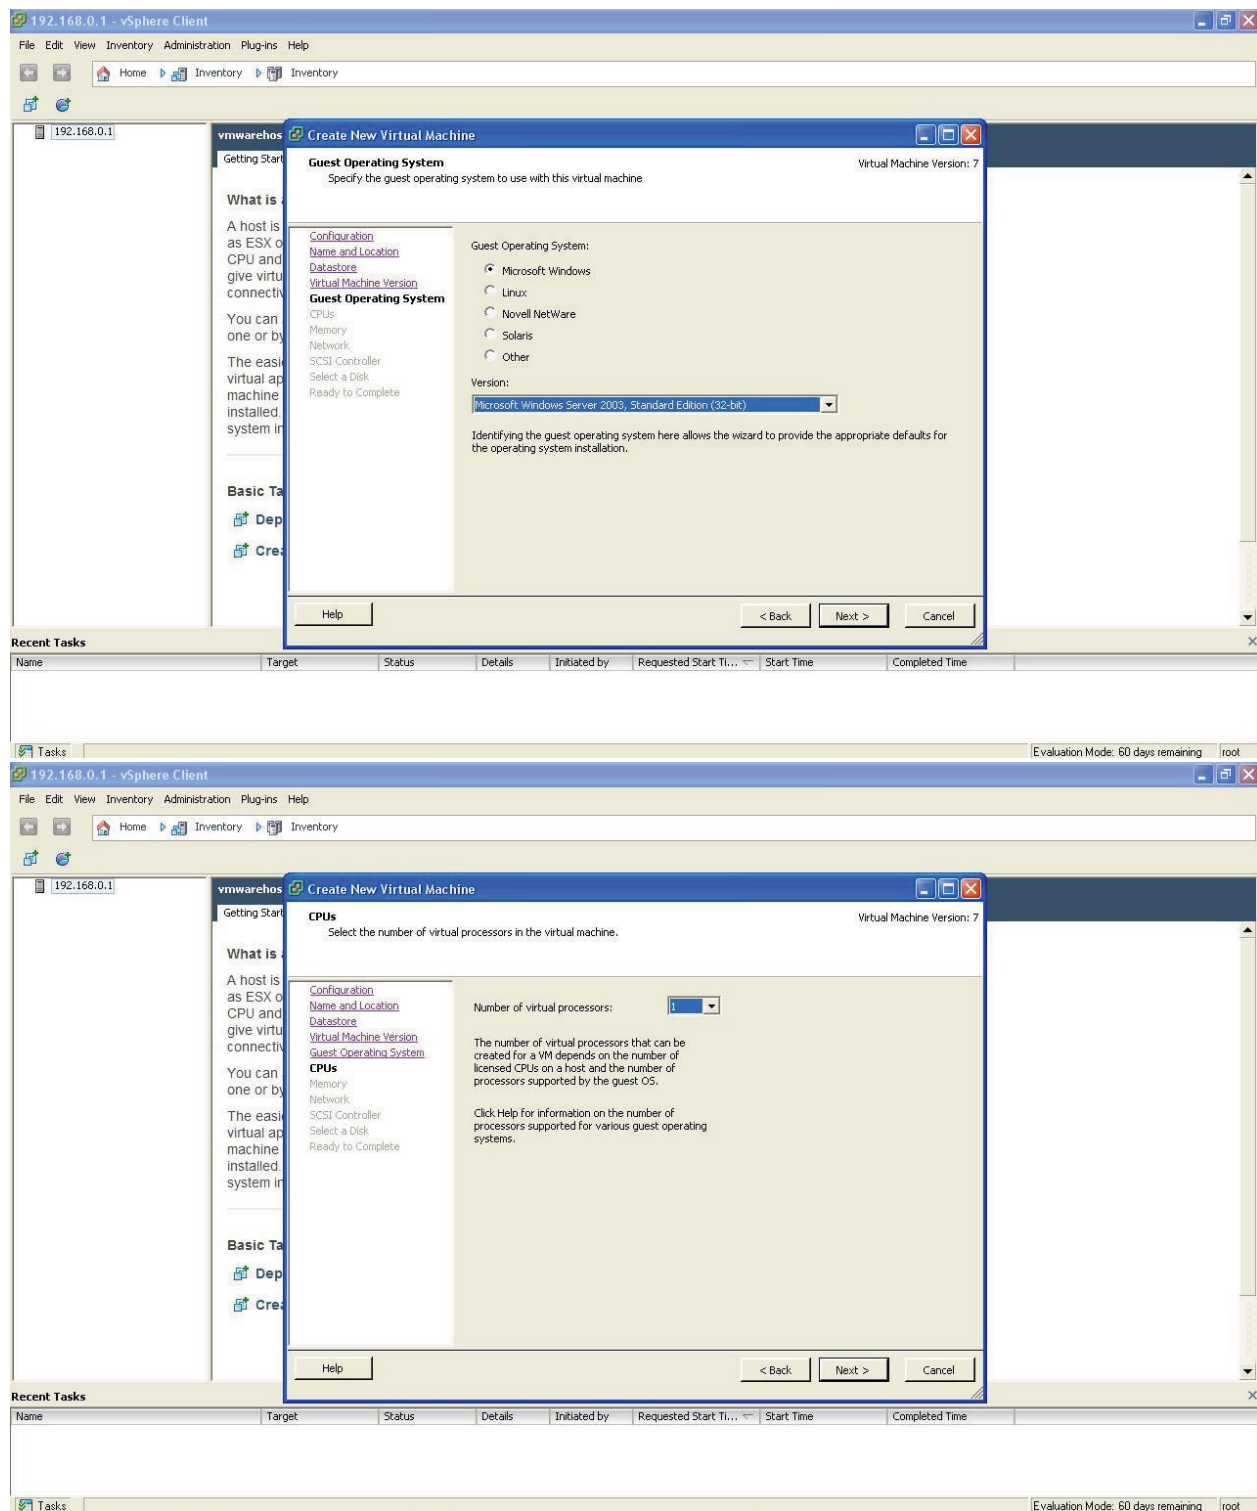 192.168.0.1 - vSphere Client
File Edit View Inventory Administration Plug-ins Help
Home Inventory Inventory
192.168.0.1
vmwarehos
Getting Start
What is
A host is
as ESX o
CPU and
give virtu
connectiv
You can
one or by
The easi
virtual ap
machine
installed.
system in
Basic Ta
Dep
Crea
Create New Virtual Machine
Guest Operating System
Virtual Machine Version: 7
Specify the guest operating system to use with this virtual machine
Configuration
Name and Location
Datastore
Virtual Machine Version
Guest Operating System
CPUs
Memory
Network
SCSI Controller
Select a Disk
Ready to Complete
Guest Operating System:
Microsoft Windows
Linux
Novell NetWare
Solaris
Other
Version:
Microsoft Windows Server 2003, Standard Edition (32-bit)
Identifying the guest operating system here allows the wizard to provide the appropriate defaults for
the operating system installation.
Help < Back Next > Cancel
Recent Tasks
Name Target Status Details Initiated by Requested Start Ti... Start Time Completed Time
Tasks Evaluation Mode: 60 days remaining root
192.168.0.1 - vSphere Client
File Edit View Inventory Administration Plug-ins Help
Home Inventory Inventory
192.168.0.1
vmwarehos
Getting Start
What is
A host is
as ESX o
CPU and
give virtu
connectiv
You can
one or by
The easi
virtual ap
machine
installed.
system in
Basic Ta
Dep
Crea
Create New Virtual Machine
CPUs
Virtual Machine Version: 7
Select the number of virtual processors in the virtual machine.
Configuration
Name and Location
Datastore
Virtual Machine Version
Guest Operating System
CPUs
Memory
Network
SCSI Controller
Select a Disk
Ready to Complete
Number of virtual processors: 1
The number of virtual processors that can be
created for a VM depends on the number of
licensed CPUs on a host and the number of
processors supported by the guest OS.
Click Help for information on the number of
processors supported for various guest operating
systems.
Help < Back Next > Cancel
Recent Tasks
Name Target Status Details Initiated by Requested Start Ti... Start Time Completed Time
Tasks Evaluation Mode: 60 days remaining root